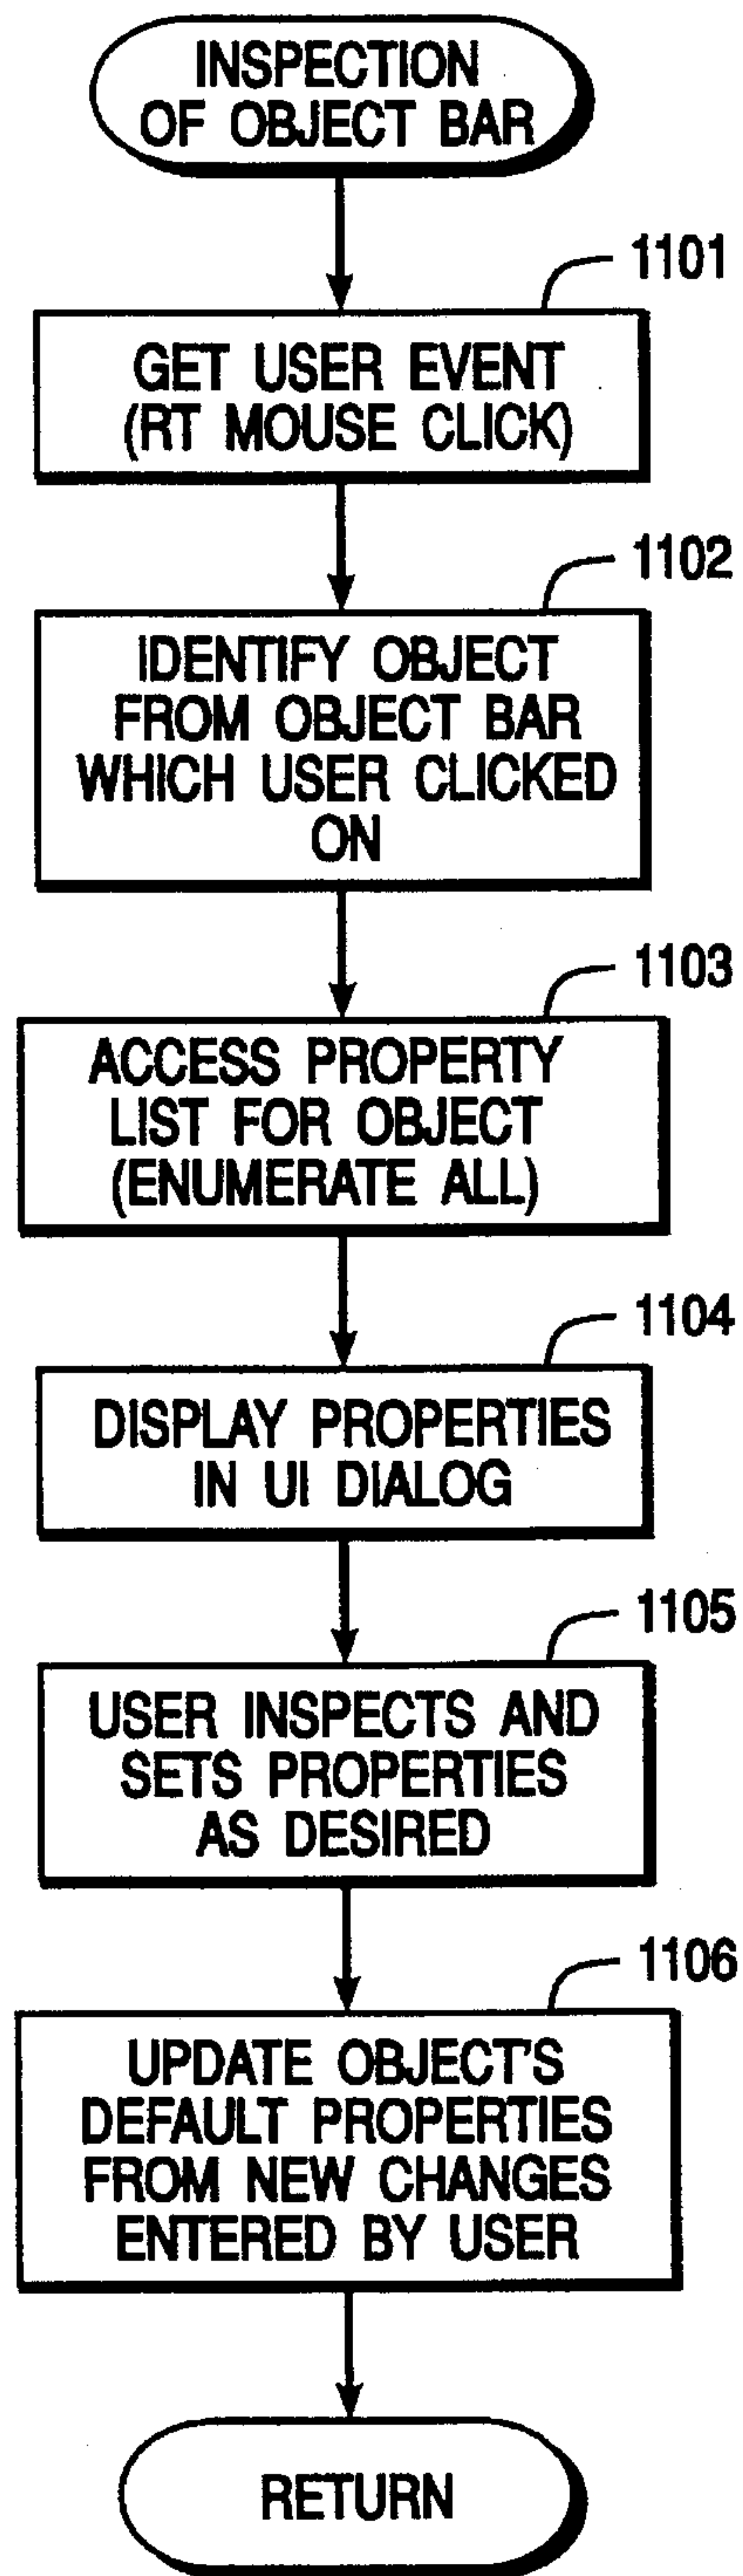 INSPECTION
OF OBJECT BAR
1101
GET USER EVENT
(RT MOUSE CLICK)
1102
IDENTIFY OBJECT
FROM OBJECT BAR
WHICH USER CLICKED
ON
1103
ACCESS PROPERTY
LIST FOR OBJECT
(ENUMERATE ALL)
1104
DISPLAY PROPERTIES
IN UI DIALOG
1105
USER INSPECTS AND
SETS PROPERTIES
AS DESIRED
1106
UPDATE OBJECT'S
DEFAULT PROPERTIES
FROM NEW CHANGES
ENTERED BY USER
RETURN